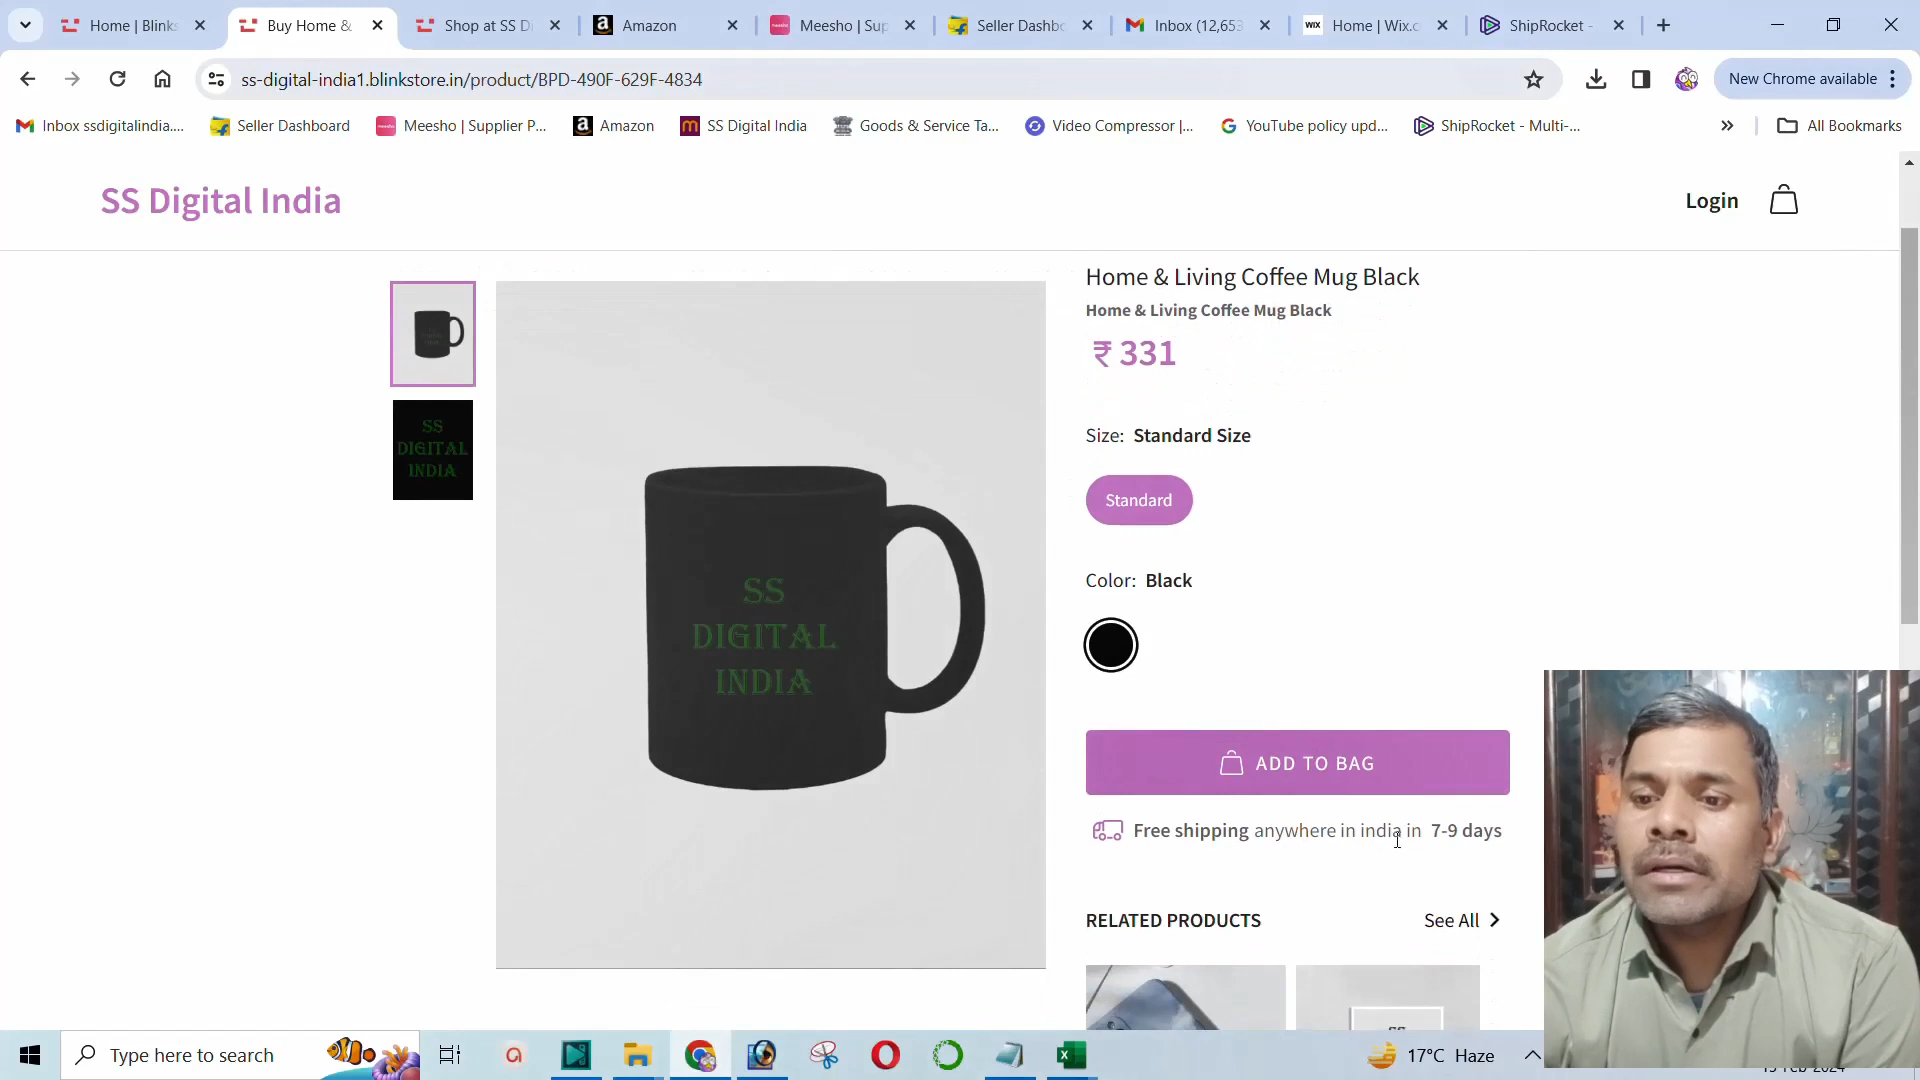 Home | Blinks
Buy Home &
Shop at SS Di
Amazon
Meesho | Sup
Seller Dashbo
Inbox (12,653
WiX
Home | Wix.c
ShipRocket -
ss-digital-india1.blinkstore.in/product/BPD-490F-629F-4834
New Chrome available
Inbox ssdigitalindia....
Seller Dashboard
Meesho | Supplier P...
Amazon
SS Digital India
Goods & Service Ta...
Video Compressor |...
YouTube policy upd...
ShipRocket - Multi-...
All Bookmarks
SS Digital India
Login
Home & Living Coffee Mug Black
Home & Living Coffee Mug Black
₹ 331
SS
DIGITAL
INDIA
SS
DIGITAL
INDIA
Size: Standard Size
Standard
Color: Black
ADD TO BAG
Free shipping anywhere in india in 7-9 days
RELATED PRODUCTS
See All
Type here to search
17°C Haze